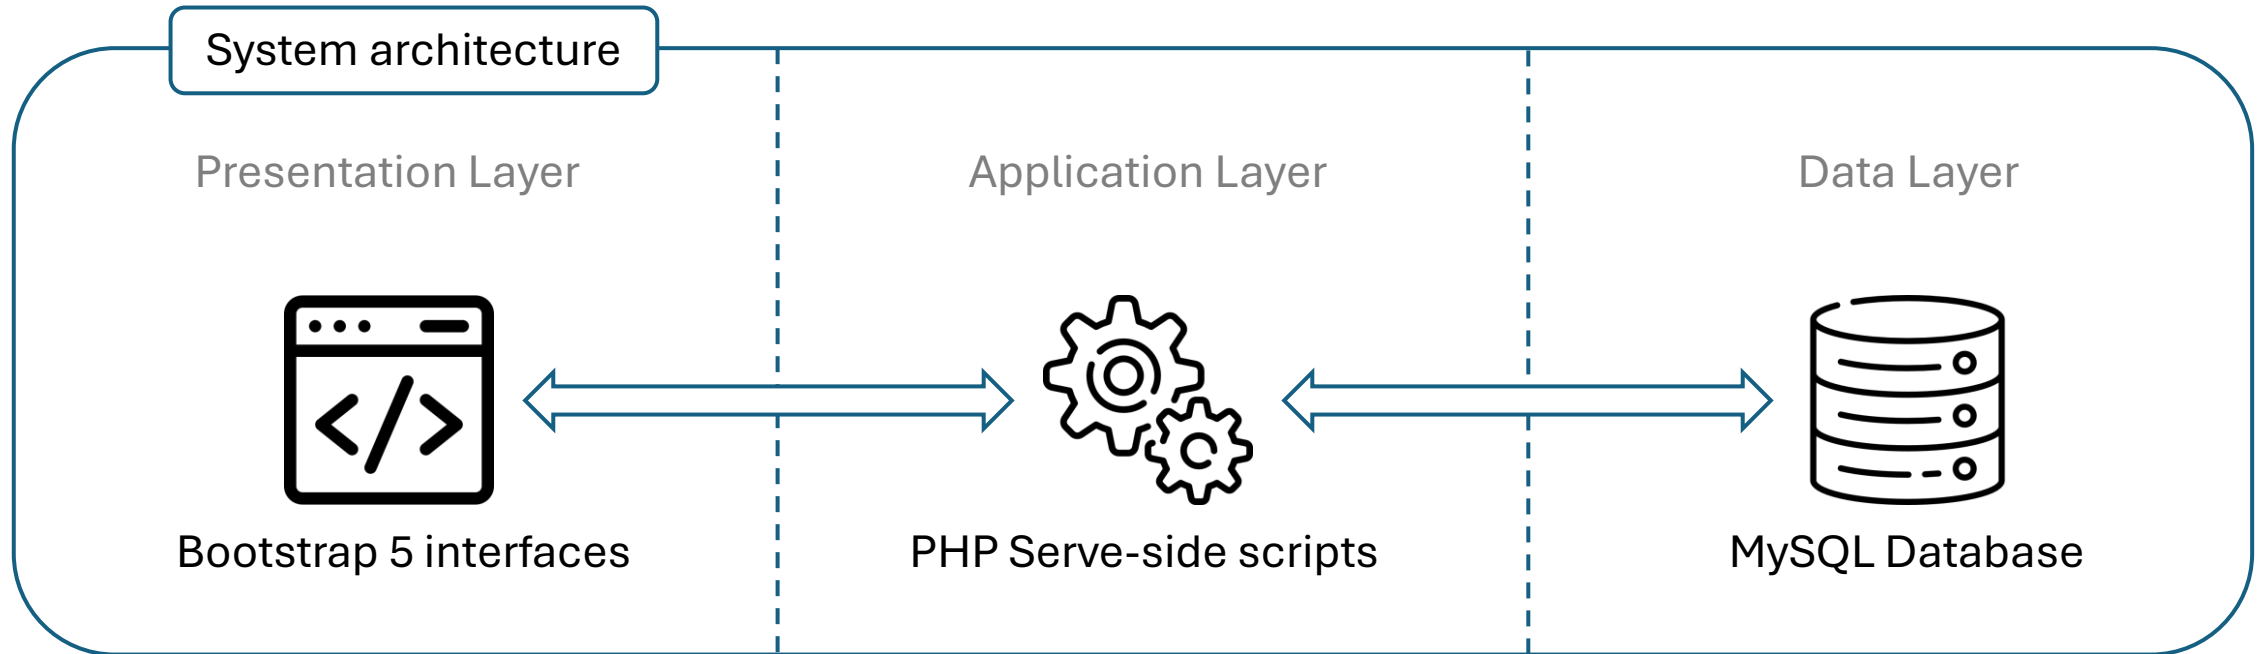 System architecture
Presentation Layer
Application Layer
Data Layer
</>
Bootstrap 5 interfaces
PHP Serve-side scripts
MySQL Database